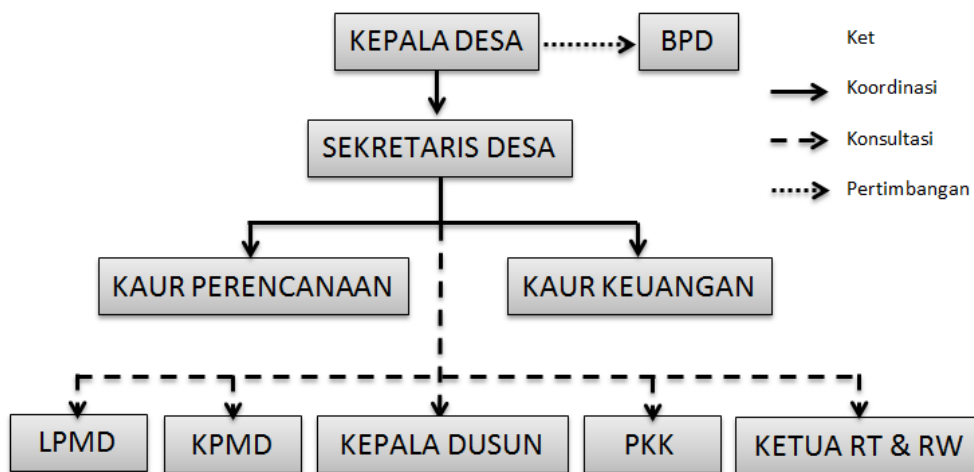 KEPALA DESA
BPD
Ket
Koordinasi
SEKRETARIS DESA
Konsultasi
Pertimbangan
KAUR PERENCANAAN
KAUR KEUANGAN
LPMD
KPMD
KEPALA DUSUN
PKK
KETUA RT & RW